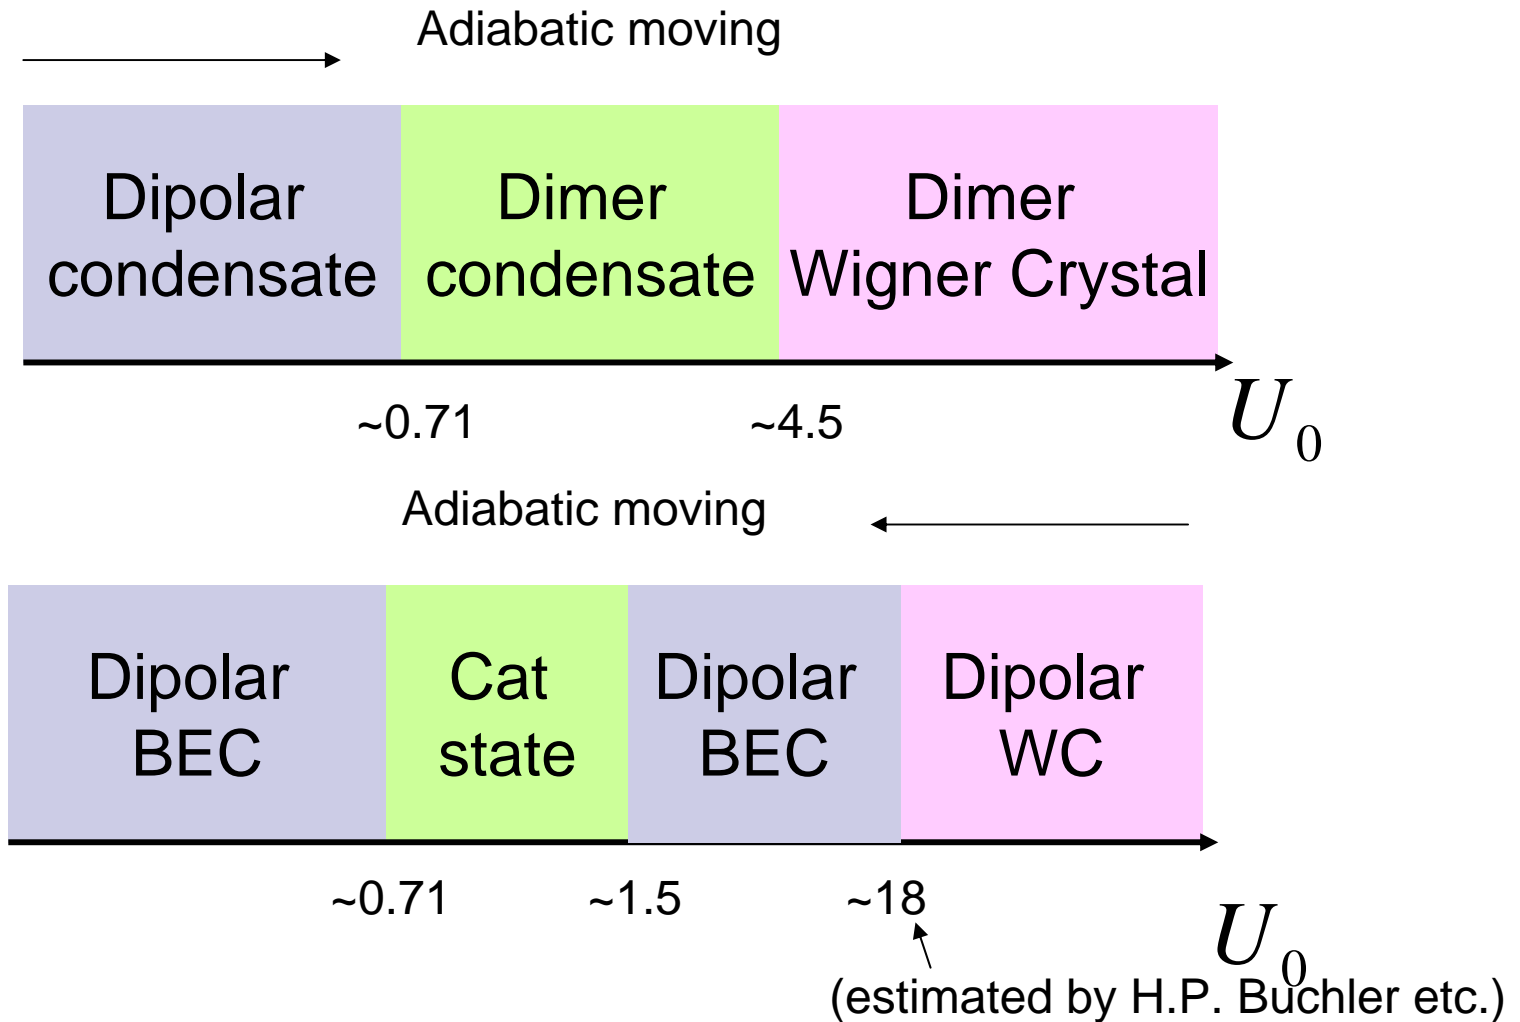 Adiabatic moving
Dipolar
condensate
Dimer
condensate
Dimer
Wigner Crystal
~0.71
~4.5
U0
Adiabatic moving
Dipolar
BEC
Cat
state
Dipolar
BEC
Dipolar
WC
~0.71
~1.5
~18
U0
(estimated by H.P. Buchler etc.)